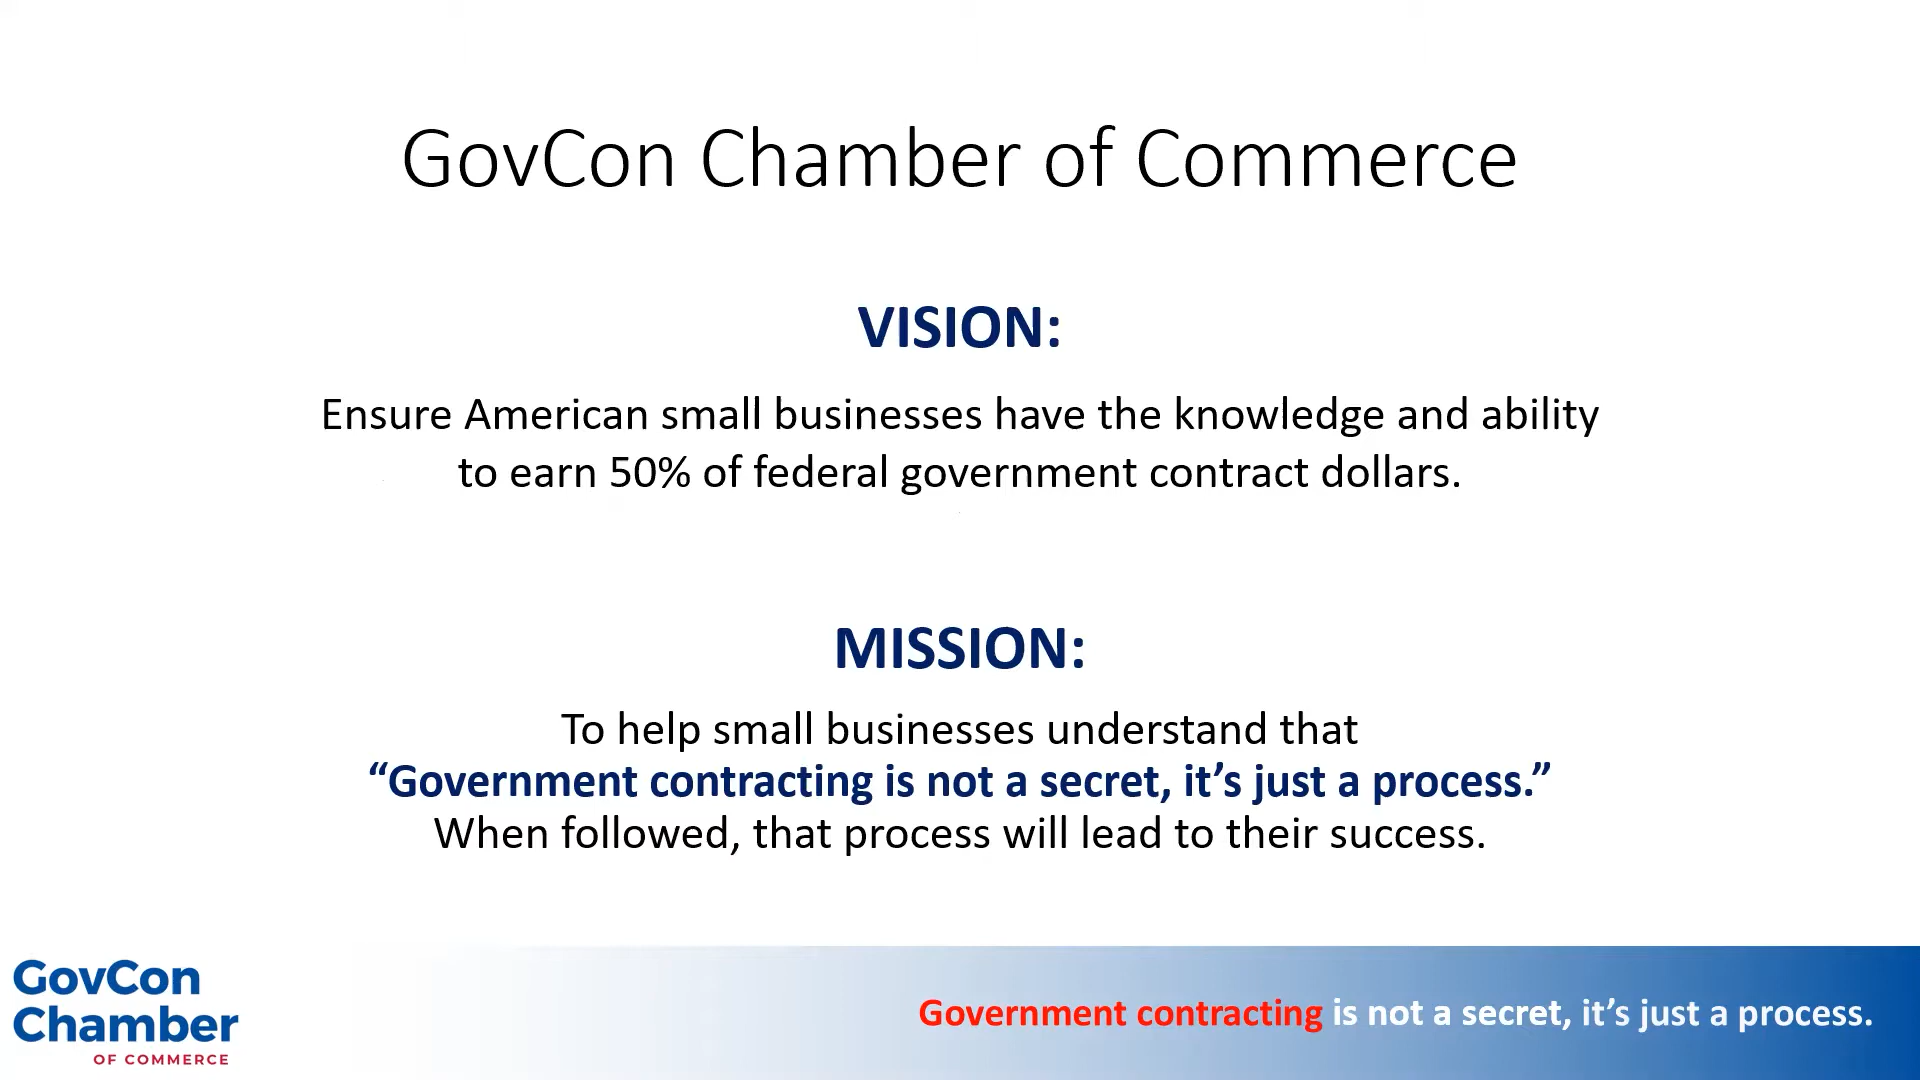 GovCon Chamber of Commerce
VISION:
Ensure American small businesses have the knowledge and ability
to earn 50% of federal government contract dollars.
MISSION:
To help small businesses understand that
“Government contracting is not a secret, it’s just a process.”
When followed, that process will lead to their success.
GovCon
Chamber
OF COMMERCE
Government contracting is not a secret, it’s just a process.